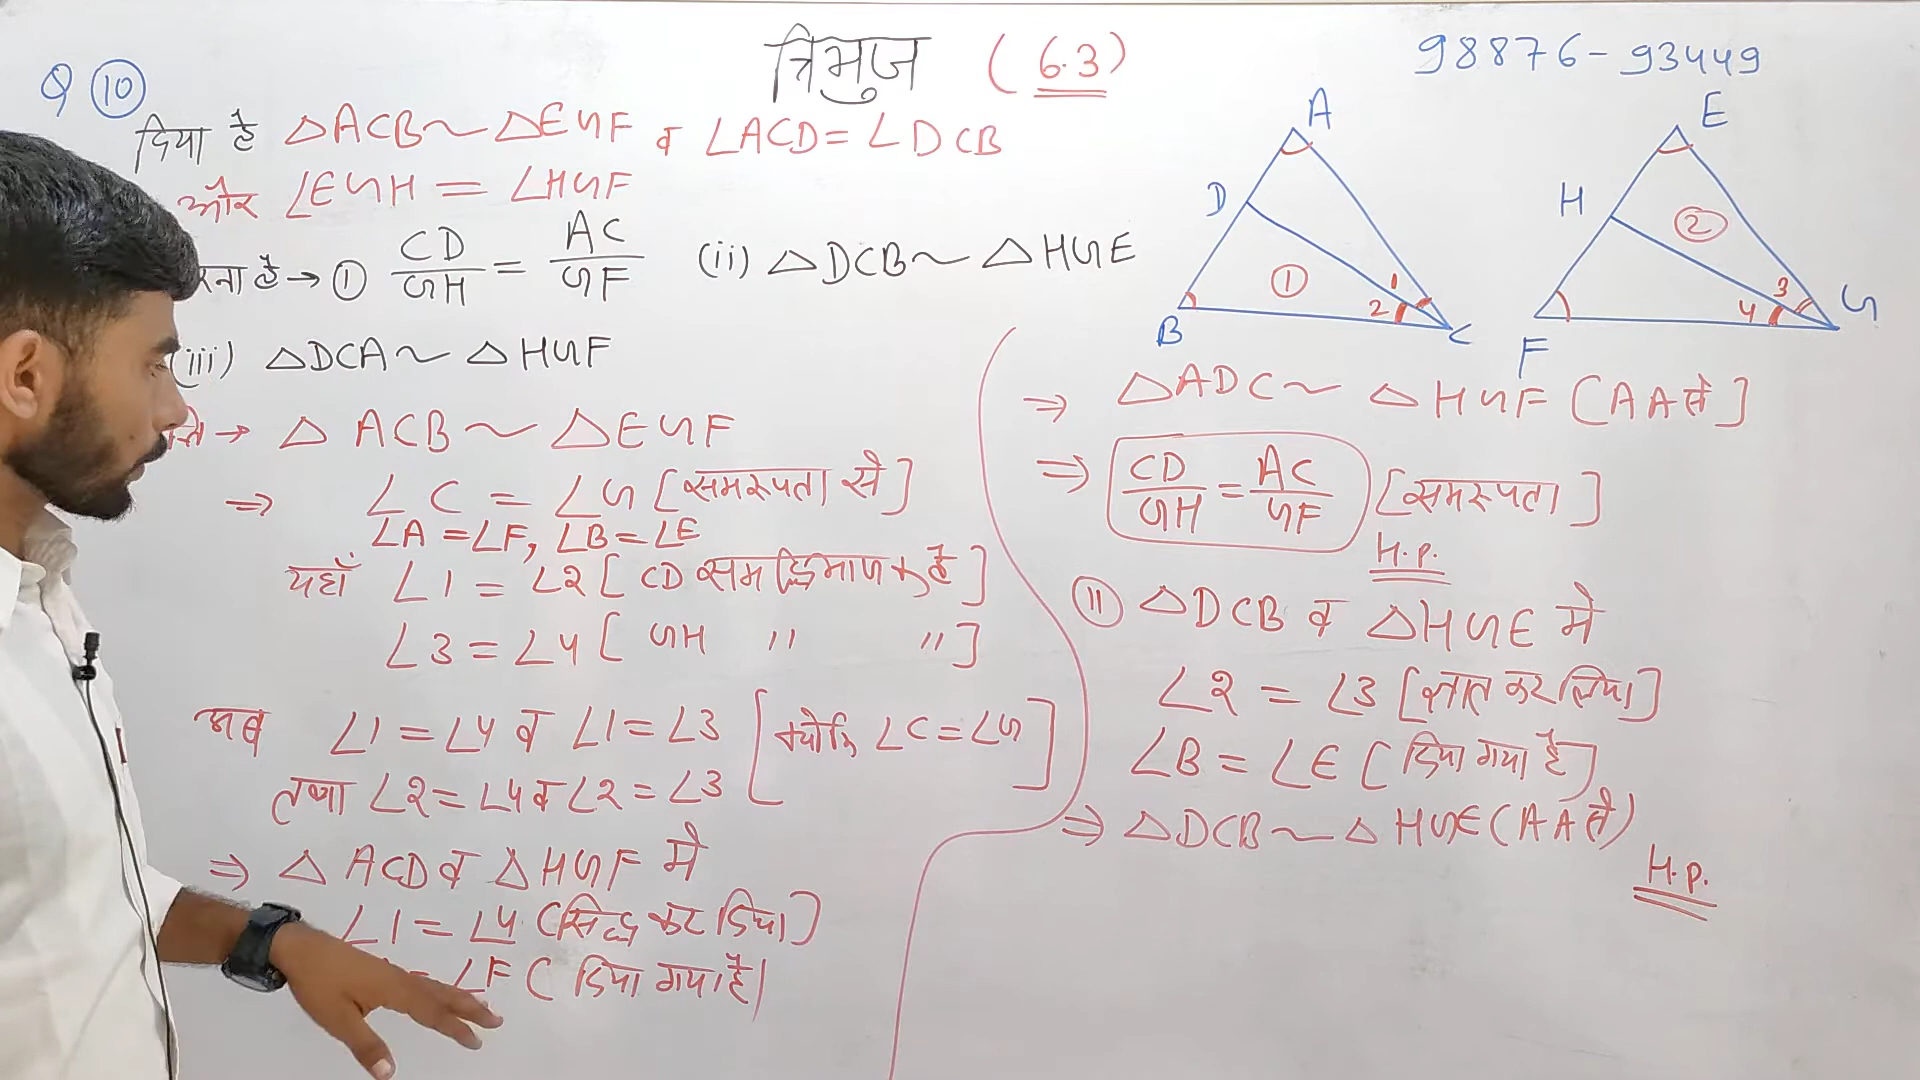 त्रिभुज (6.3)
98876-93449
Q 10
दिया है △ACB ~ △EGF व ∠ACD = ∠DCB
और ∠EGH = ∠HGF
रना है → ① CD/GH = AC/GF (ii) △DCB ~ △HGE
(iii) △DCA ~ △HGF
→ △ACB ~ △EGF
⇒ ∠C = ∠G [समरूपता से]
∠A = ∠F, ∠B = ∠E
यहाँ ∠1 = ∠2 [CD समद्विभाजक है]
∠3 = ∠4 [GH " "]
अब ∠1 = ∠4 व ∠1 = ∠3 [क्योकि ∠C = ∠G]
तथा ∠2 = ∠4 व ∠2 = ∠3
⇒ △ACD व △HGF मे
∠1 = ∠4 (सिद्ध कर दिया]
= ∠F (दिया गया है]
A
D
①
1
2
B
C
E
H
②
3
4
F
G
⇒ △ADC ~ △HGF [AA से]
⇒ CD/GH = AC/GF [समरूपता]
H.P.
(ii) △DCB व △HGE मे
∠2 = ∠3 [ज्ञात कर लिया]
∠B = ∠E [दिया गया है]
⇒ △DCB ~ △HGE (AA से)
H.P.